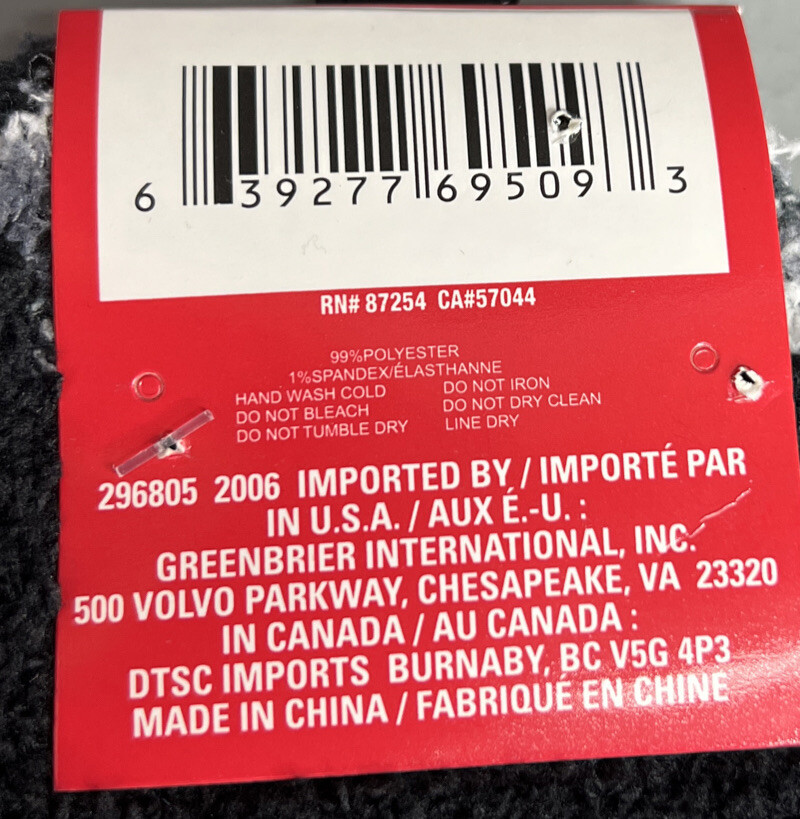 6 39277 69509 3
RN# 87254 CA#57044
99%POLYESTER
1%SPANDEX/ÉLASTHANNE
HAND WASH COLD DO NOT IRON
DO NOT BLEACH DO NOT DRY CLEAN
DO NOT TUMBLE DRY LINE DRY
296805 2006 IMPORTED BY / IMPORTÉ PAR
IN U.S.A. / AUX É.-U. :
GREENBRIER INTERNATIONAL, INC.
500 VOLVO PARKWAY, CHESAPEAKE, VA 23320
IN CANADA / AU CANADA :
DTSC IMPORTS BURNABY, BC V5G 4P3
MADE IN CHINA / FABRIQUÉ EN CHINE